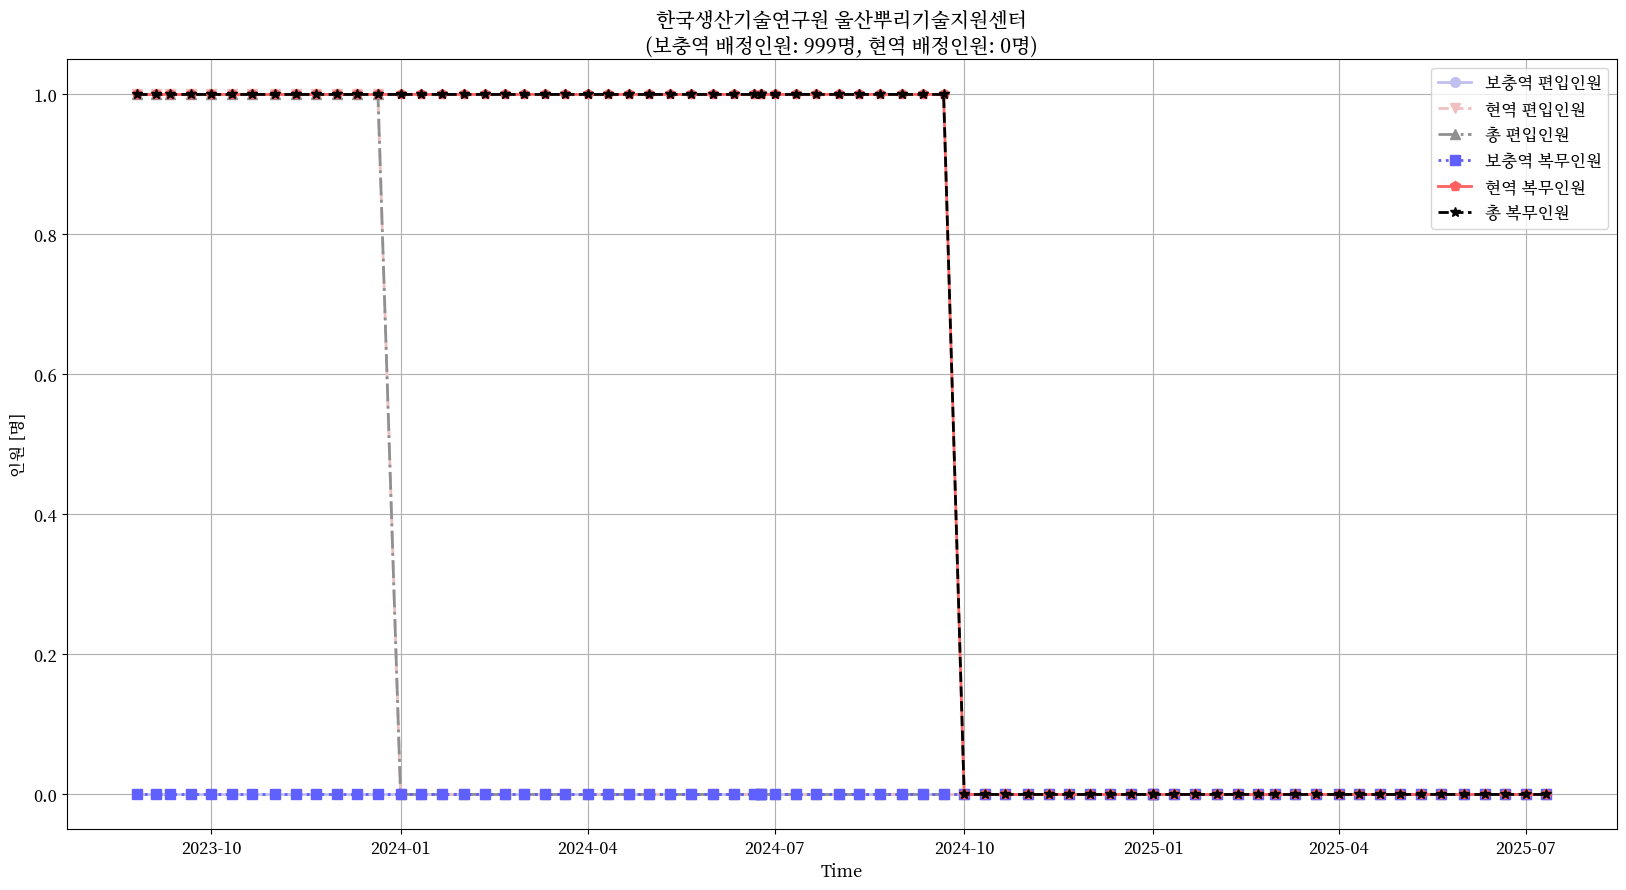 한국생산기술연구원 울산뿌리기술지원센터
(보충역 배정인원: 999명, 현역 배정인원: 0명)
보충역 편입인원
현역 편입인원
총 편입인원
보충역 복무인원
현역 복무인원
총 복무인원
인원 [명]
1.0
0.8
0.6
0.4
0.2
0.0
2023-10 2024-01 2024-04 2024-07 2024-10 2025-01 2025-04 2025-07
Time